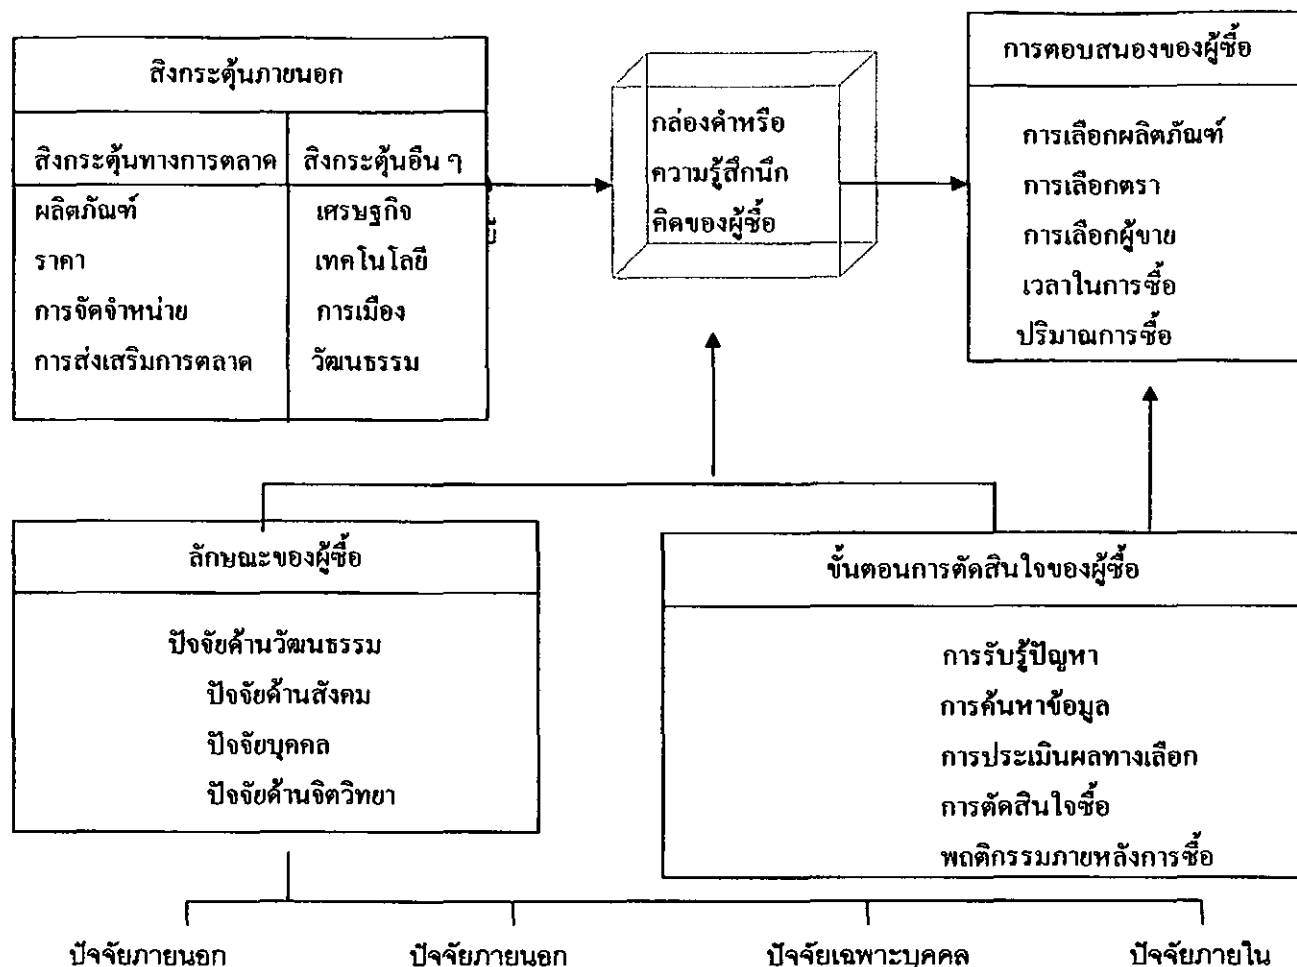 สิ่งกระตุ้นภายนอก
สิ่งกระตุ้นทางการตลาด
สิ่งกระตุ้นอื่น ๆ
ผลิตภัณฑ์
เศรษฐกิจ
ราคา
เทคโนโลยี
การจัดจำหน่าย
การเมือง
การส่งเสริมการตลาด
วัฒนธรรม
กล่องดำหรือ
ความรู้สึกนึก
คิดของผู้ซื้อ
การตอบสนองของผู้ซื้อ
การเลือกผลิตภัณฑ์
การเลือกตรา
การเลือกผู้ขาย
เวลาในการซื้อ
ปริมาณการซื้อ
ลักษณะของผู้ซื้อ
ปัจจัยด้านวัฒนธรรม
ปัจจัยด้านสังคม
ปัจจัยบุคคล
ปัจจัยด้านจิตวิทยา
ขั้นตอนการตัดสินใจของผู้ซื้อ
การรับรู้ปัญหา
การค้นหาข้อมูล
การประเมินผลทางเลือก
การตัดสินใจซื้อ
พฤติกรรมภายหลังการซื้อ
ปัจจัยภายนอก
ปัจจัยภายนอก
ปัจจัยเฉพาะบุคคล
ปัจจัยภายใน